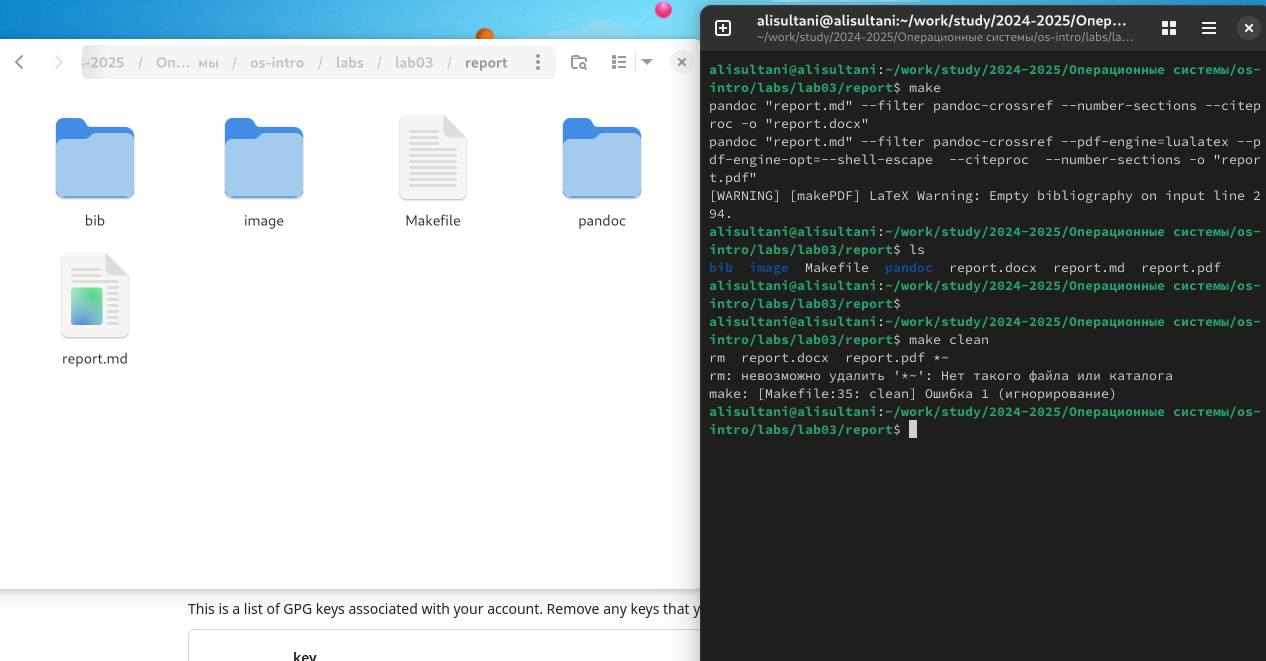 -2025 / Оп… мы / os-intro / labs / lab03 / report
bib
image
Makefile
pandoc
report.md
This is a list of GPG keys associated with your account. Remove any keys that y
key
alisultani@alisultani:~/work/study/2024-2025/Опер…
~/work/study/2024-2025/Операционные системы/os-intro/labs/la…
alisultani@alisultani:~/work/study/2024-2025/Операционные системы/os-
intro/labs/lab03/report$ make
pandoc "report.md" --filter pandoc-crossref --number-sections --citep
roc -o "report.docx"
pandoc "report.md" --filter pandoc-crossref --pdf-engine=lualatex --p
df-engine-opt=--shell-escape  --citeproc  --number-sections -o "repor
t.pdf"
[WARNING] [makePDF] LaTeX Warning: Empty bibliography on input line 2
94.
alisultani@alisultani:~/work/study/2024-2025/Операционные системы/os-
intro/labs/lab03/report$ ls
bib  image  Makefile  pandoc  report.docx  report.md  report.pdf
alisultani@alisultani:~/work/study/2024-2025/Операционные системы/os-
intro/labs/lab03/report$
alisultani@alisultani:~/work/study/2024-2025/Операционные системы/os-
intro/labs/lab03/report$ make clean
rm  report.docx  report.pdf *~
rm: невозможно удалить '*~': Нет такого файла или каталога
make: [Makefile:35: clean] Ошибка 1 (игнорирование)
alisultani@alisultani:~/work/study/2024-2025/Операционные системы/os-
intro/labs/lab03/report$